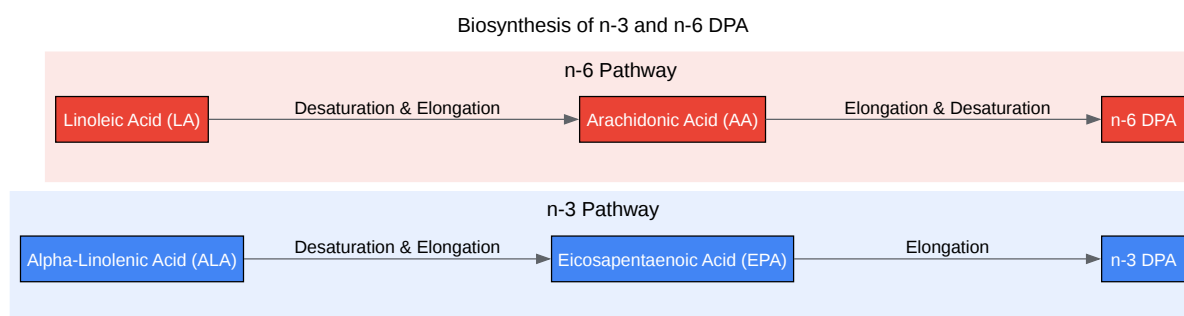 Biosynthesis of n-3 and n-6 DPA
n-6 Pathway
Linoleic Acid (LA)
Desaturation & Elongation
Arachidonic Acid (AA)
Elongation & Desaturation
n-6 DPA
n-3 Pathway
Alpha-Linolenic Acid (ALA)
Desaturation & Elongation
Eicosapentaenoic Acid (EPA)
Elongation
n-3 DPA